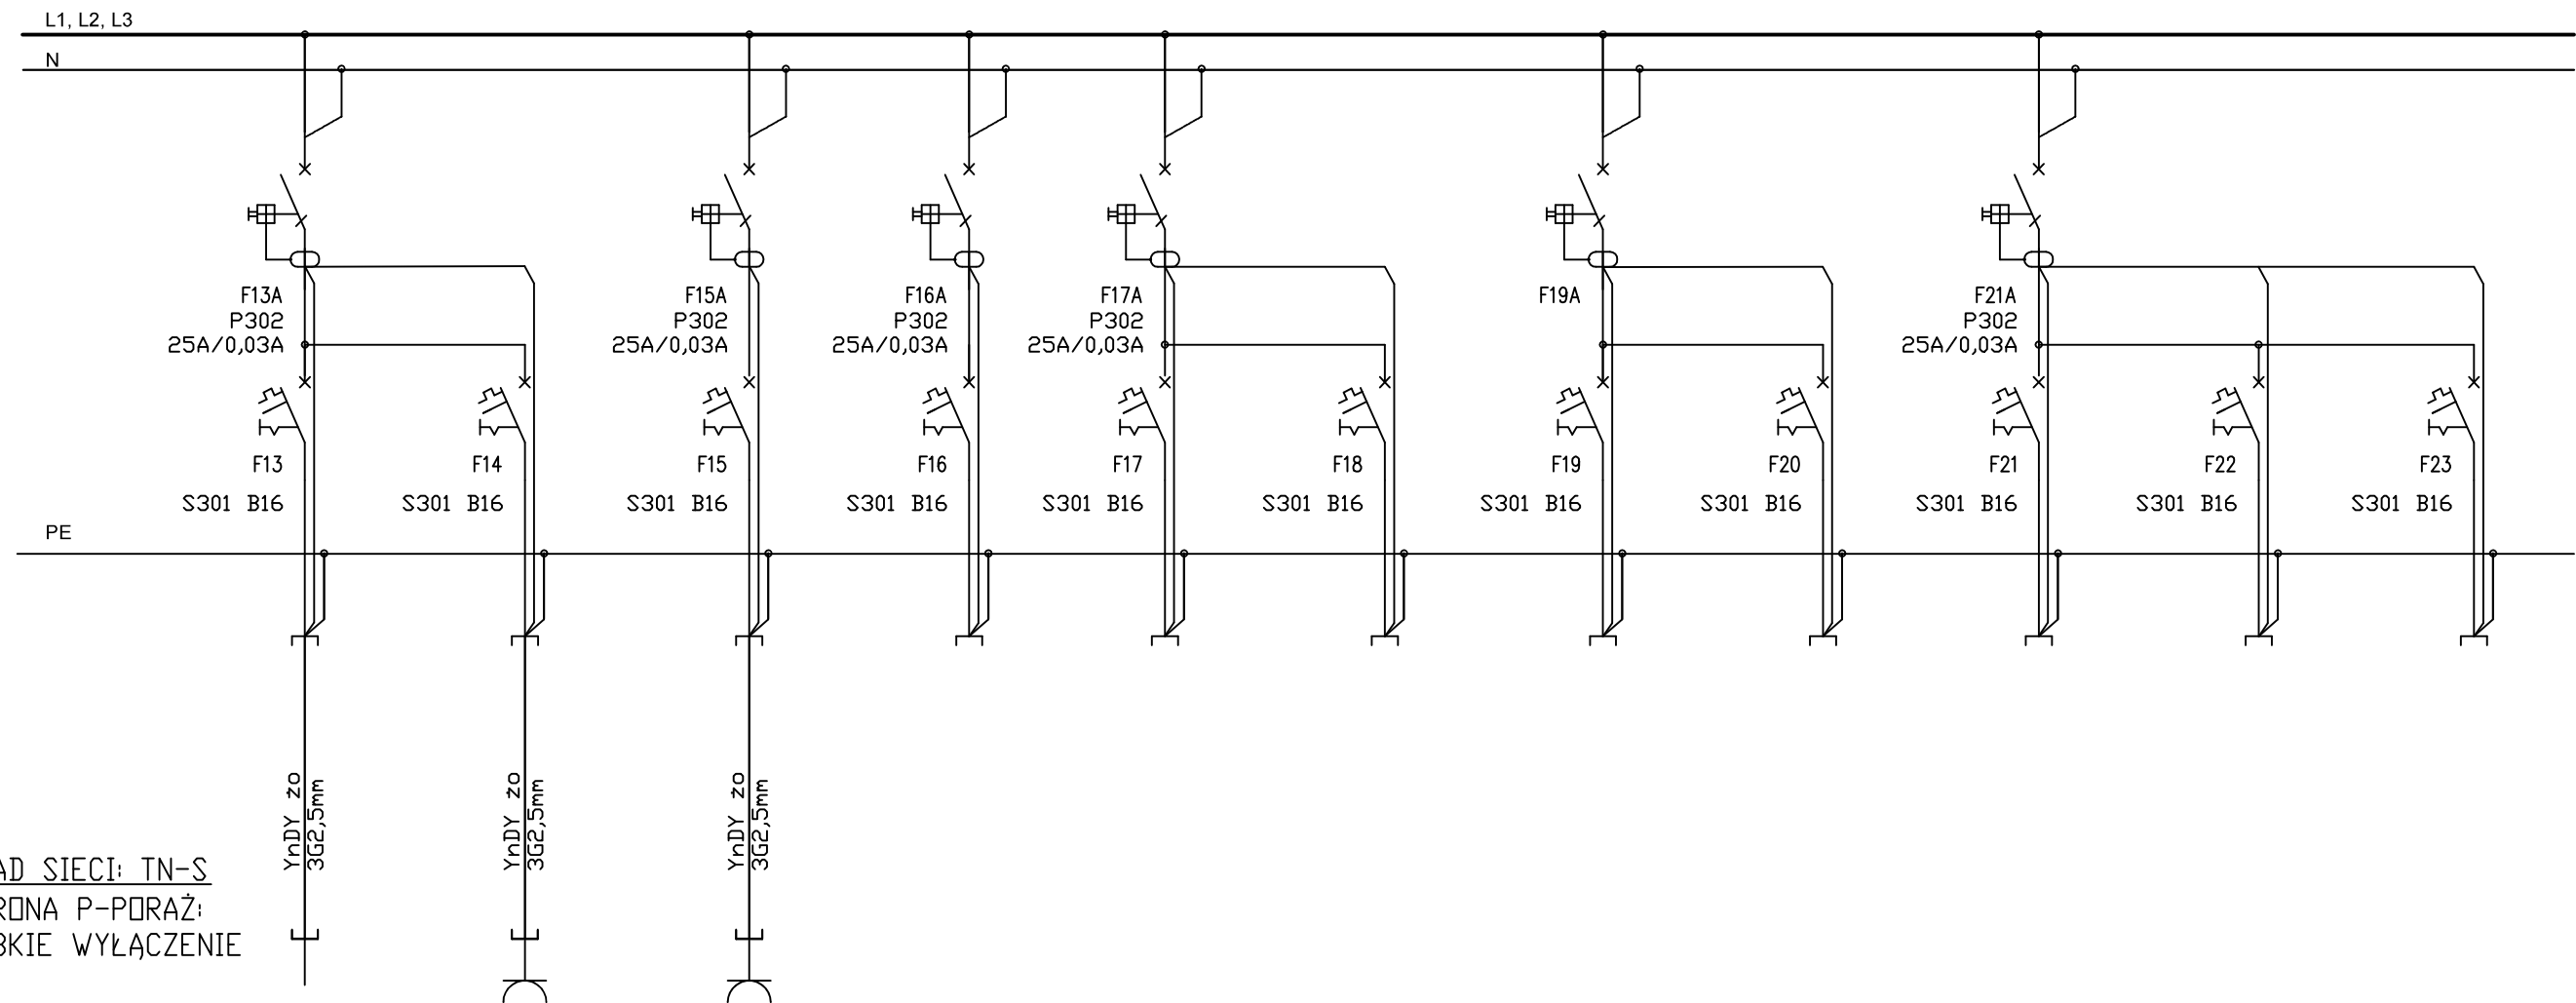 L1, L2, L3
N
F13A
P302
25A/0,03A
F15A
P302
25A/0,03A
F16A
P302
25A/0,03A
F17A
P302
25A/0,03A
F19A
F21A
P302
25A/0,03A
F13
S301 B16
F14
S301 B16
F15
S301 B16
F16
S301 B16
F17
S301 B16
F18
S301 B16
F19
S301 B16
F20
S301 B16
F21
S301 B16
F22
S301 B16
F23
S301 B16
PE
YnDY żo
3G2,5mm
YnDY żo
3G2,5mm
YnDY żo
3G2,5mm
SIECI: TN-S
P-PORAŻ:
WYŁĄCZENIE